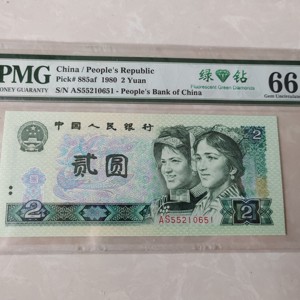 PMG
MONEY GUARANTY
China / People's Republic
Pick# 885af 1980 2 Yuan
S/N AS55210651 - People's Bank of China
绿钻
Fluorescent Green Diamonds
66
Gem Uncirculated
中国人民银行
贰圆
2
2
AS55210651